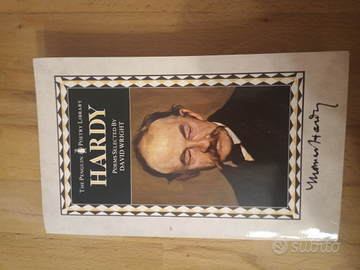 THE PENGUIN POETRY LIBRARY
HARDY
POEMS SELECTED BY
DAVID WRIGHT
Thomas Hardy
subito